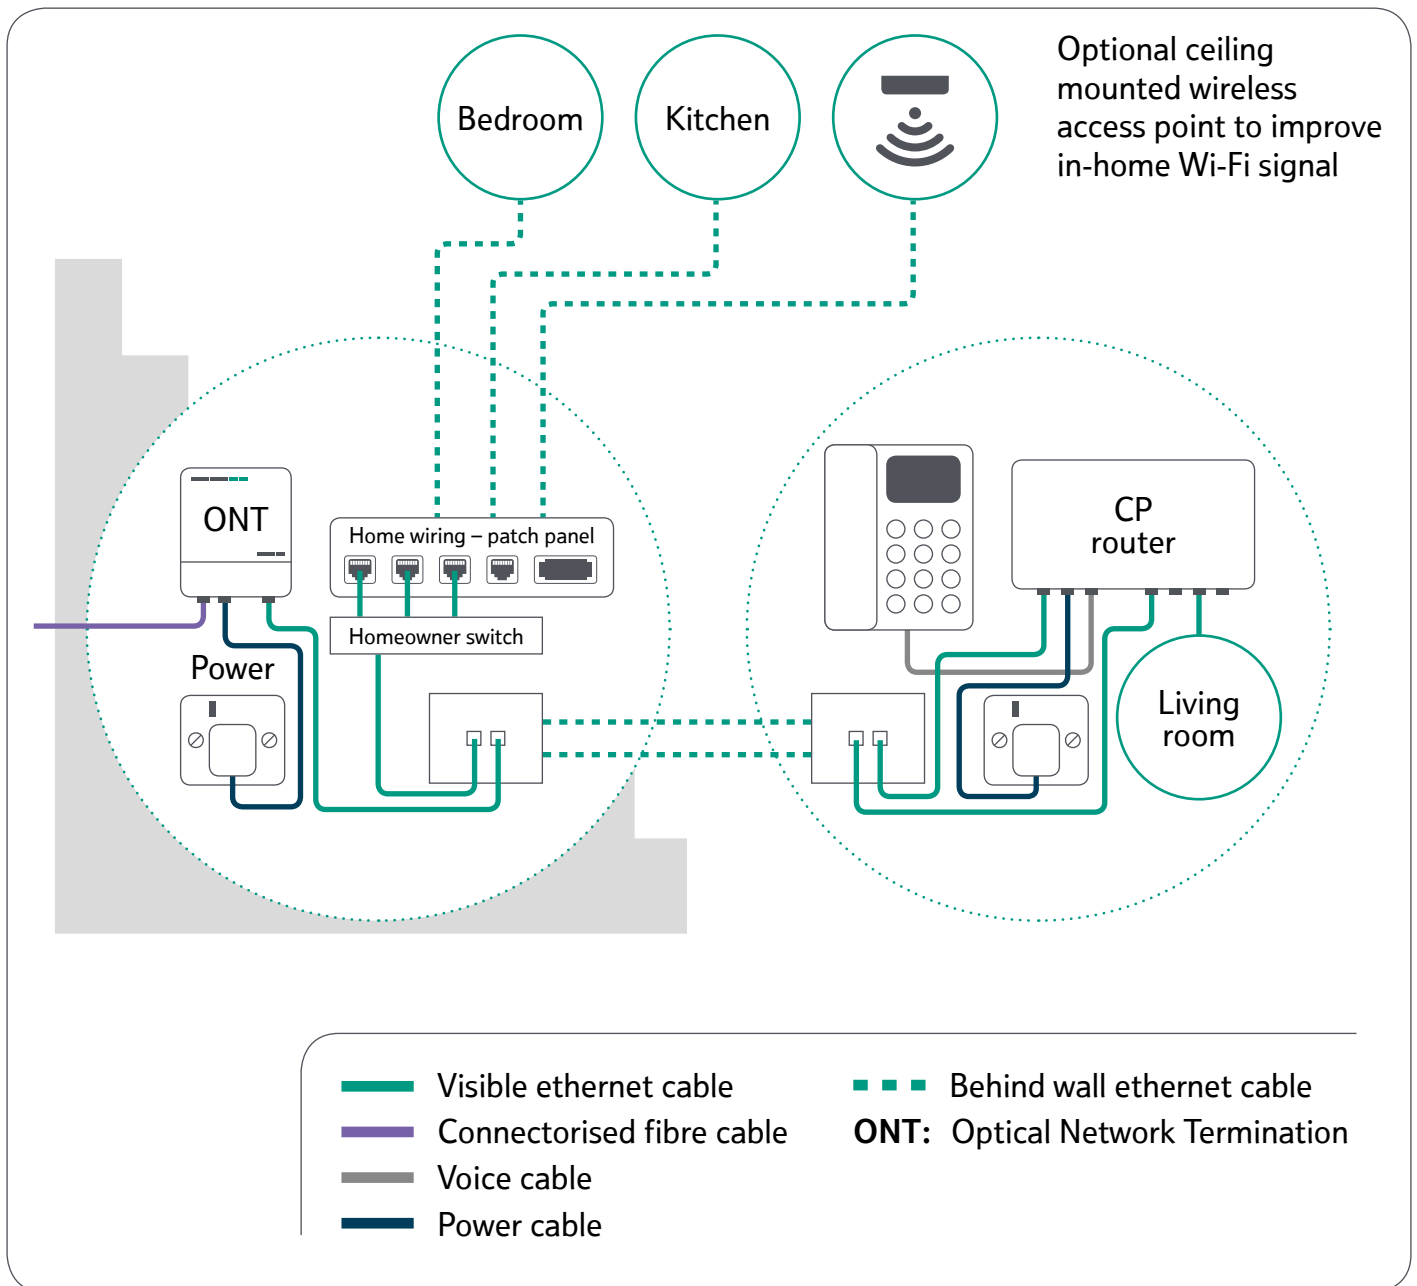 Bedroom
Kitchen
Optional ceiling
mounted wireless
access point to improve
in-home Wi-Fi signal
ONT
Home wiring – patch panel
Homeowner switch
Power
CP
router
Living
room
Visible ethernet cable
Connectorised fibre cable
Voice cable
Power cable
Behind wall ethernet cable
ONT: Optical Network Termination